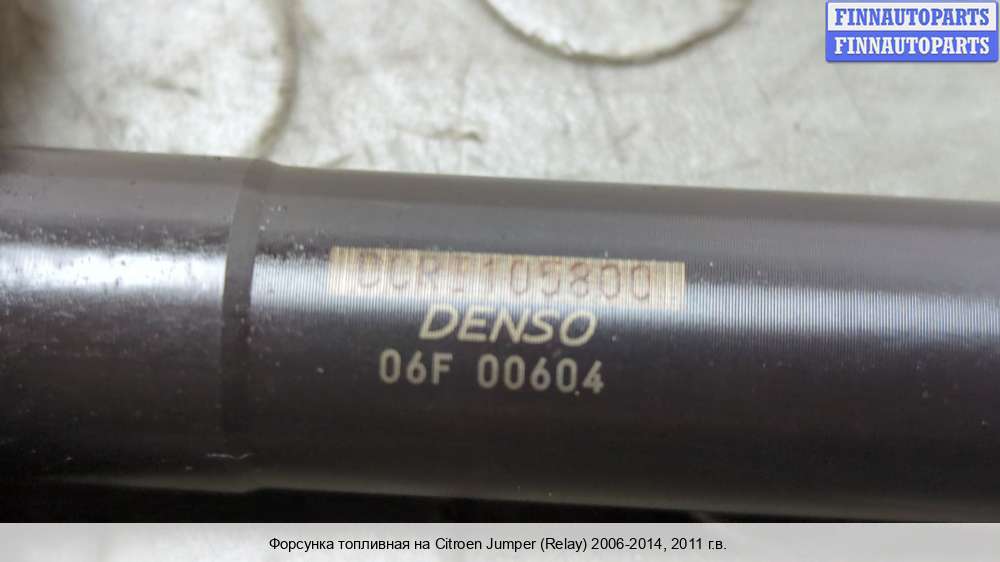 FINNAUTOPARTS
FINNAUTOPARTS
DCRI105800
DENSO
06F 00604
Форсунка топливная на Citroen Jumper (Relay) 2006-2014, 2011 г.в.